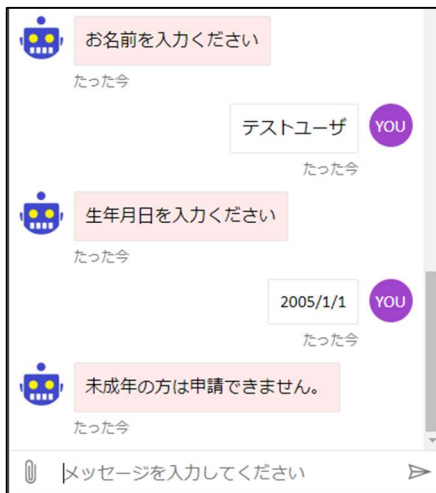 お名前を入力ください
たった今
テストユーザ
YOU
たった今
生年月日を入力ください
たった今
2005/1/1
YOU
たった今
未成年の方は申請できません。
たった今
メッセージを入力してください